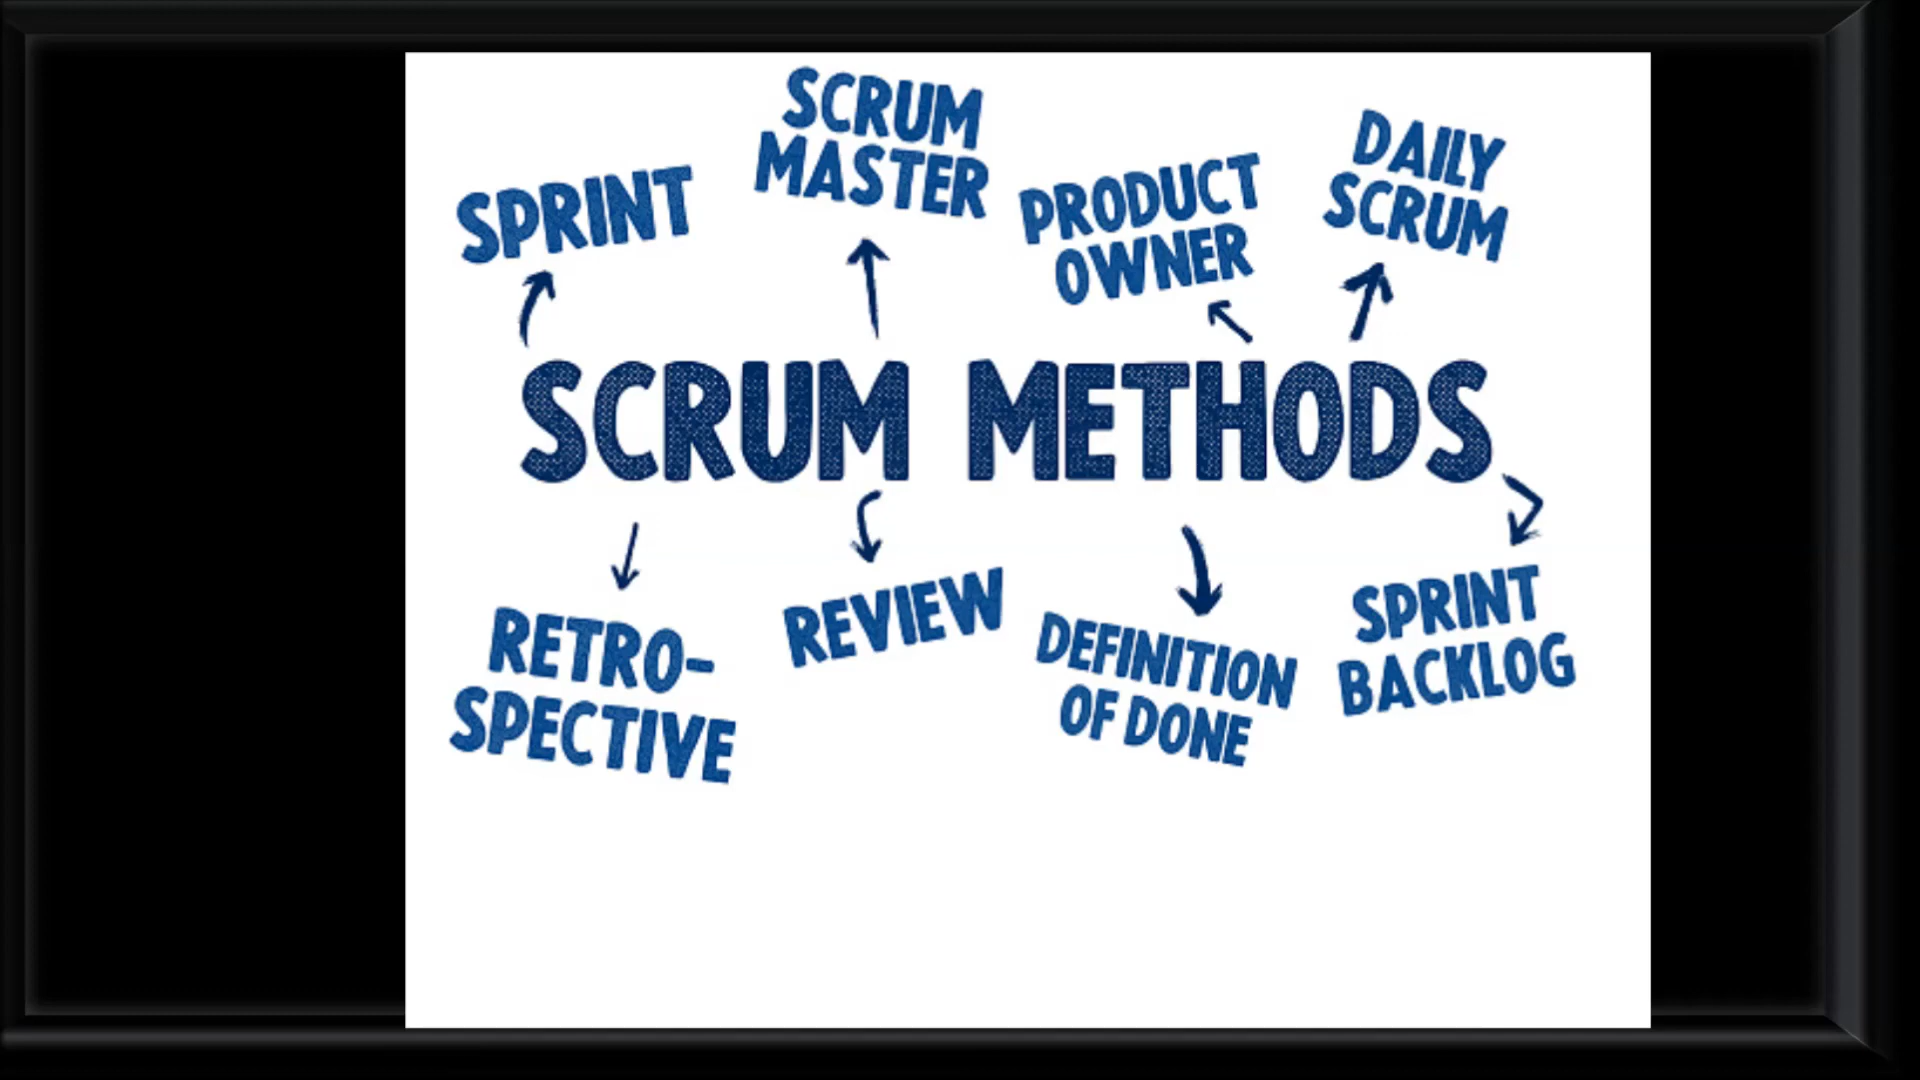 SPRINT
SCRUM
MASTER
PRODUCT
OWNER
DAILY
SCRUM
SCRUM METHODS
RETRO-
SPECTIVE
REVIEW
DEFINITION
OF DONE
SPRINT
BACKLOG